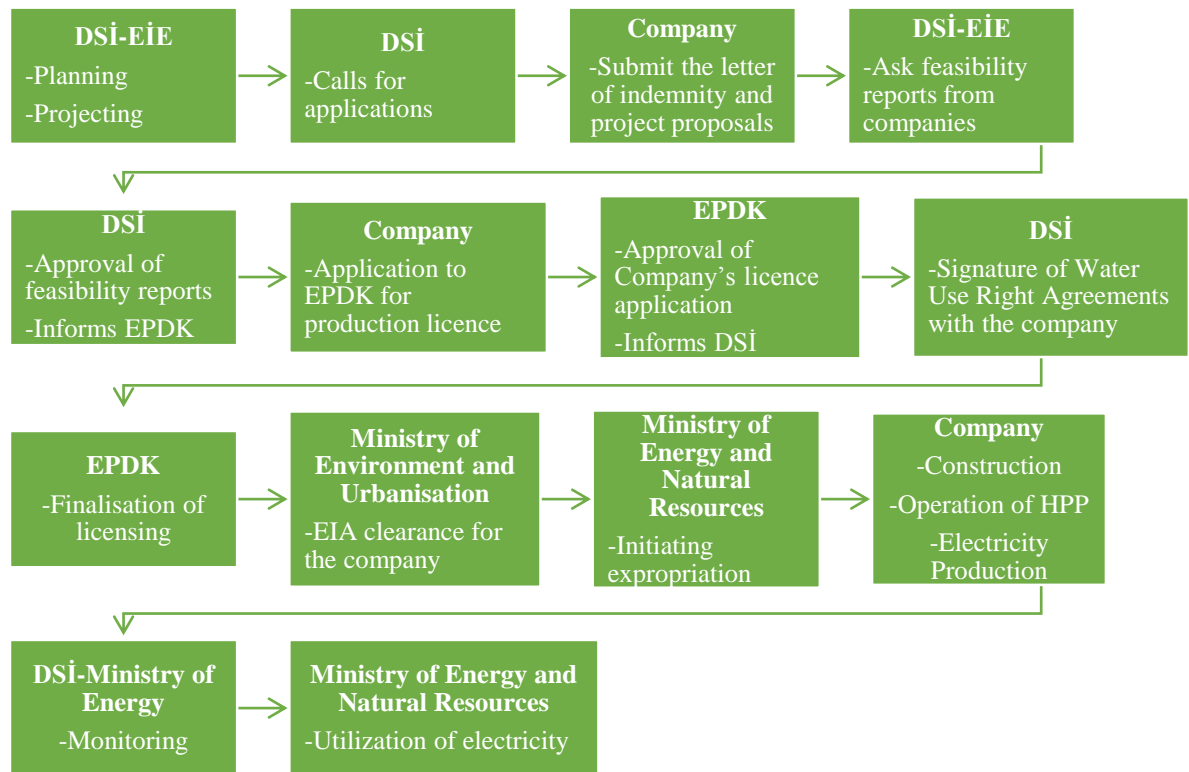 DSİ-EİE
-Planning
-Projecting
DSİ
-Calls for
applications
Company
-Submit the letter
of indemnity and
project proposals
DSİ-EİE
-Ask feasibility
reports from
companies
DSİ
-Approval of
feasibility reports
-Informs EPDK
Company
-Application to
EPDK for
production licence
EPDK
-Approval of
Company’s licence
application
-Informs DSİ
DSİ
-Signature of Water
Use Right Agreements
with the company
EPDK
-Finalisation of
licensing
Ministry of
Environment and
Urbanisation
-EIA clearance for
the company
Ministry of
Energy and
Natural
Resources
-Initiating
expropriation
Company
-Construction
-Operation of HPP
-Electricity
Production
DSİ-Ministry of
Energy
-Monitoring
Ministry of Energy and
Natural Resources
-Utilization of electricity